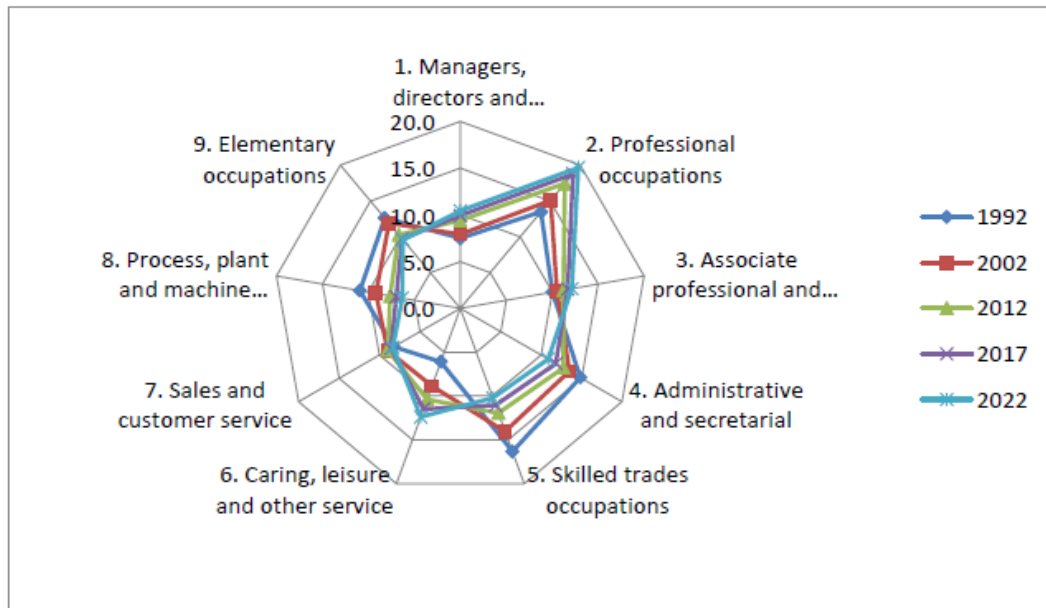 1. Managers,
directors and...
20.0
15.0
10.0
5.0
0.0
2. Professional
occupations
3. Associate
professional and...
4. Administrative
and secretarial
5. Skilled trades
occupations
6. Caring, leisure
and other service
7. Sales and
customer service
8. Process, plant
and machine...
9. Elementary
occupations
1992
2002
2012
2017
2022